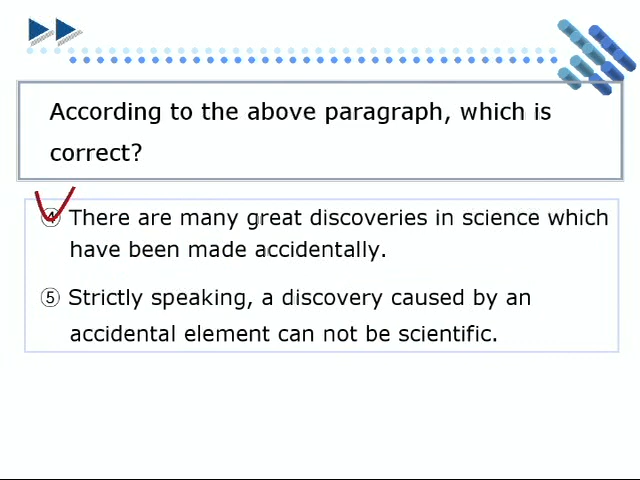 According to the above paragraph, which is
correct?
④ There are many great discoveries in science which
have been made accidentally.
⑤ Strictly speaking, a discovery caused by an
accidental element can not be scientific.